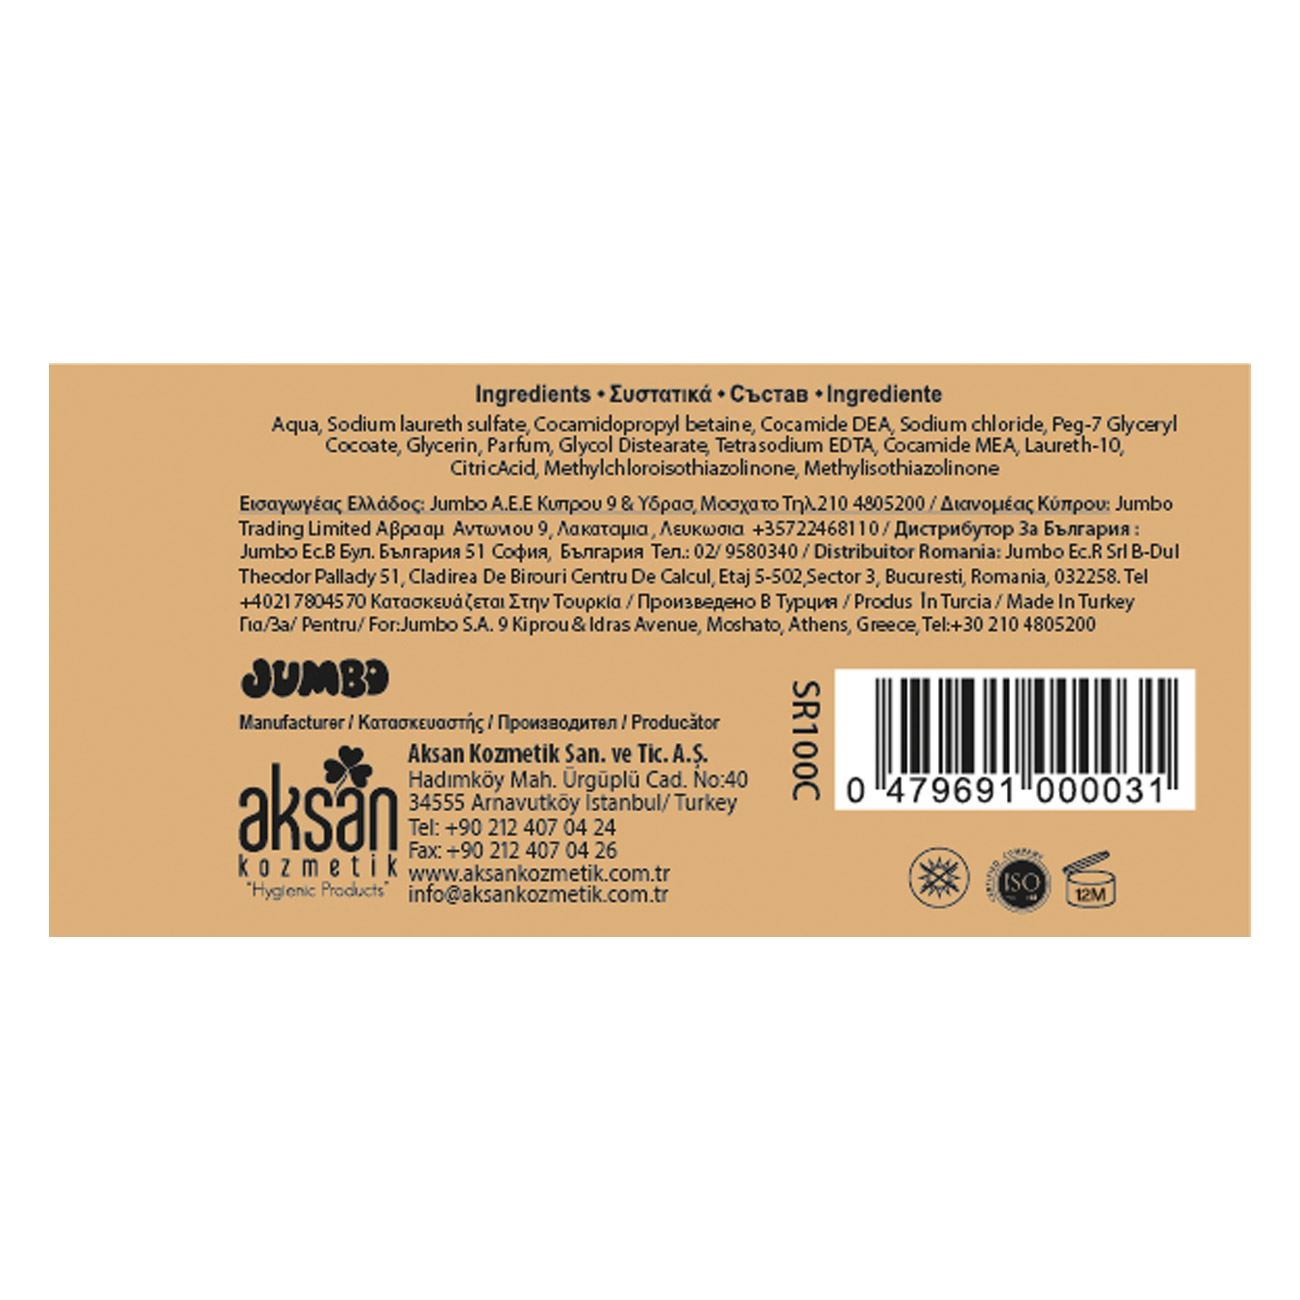 Ingredients • Συστατικά • Състав • Ingrediente
Aqua, Sodium laureth sulfate, Cocamidopropyl betaine, Cocamide DEA, Sodium chloride, Peg-7 Glyceryl
Cocoate, Glycerin, Parfum, Glycol Distearate, Tetrasodium EDTA, Cocamide MEA, Laureth-10,
CitricAcid, Methylchloroisothiazolinone, Methylisothiazolinone
Εισαγωγέας Ελλάδος: Jumbo A.E.E Κυπρου 9 & Υδρασ, Μοσχατο Τηλ.210 4805200 / Διανομέας Κύπρου: Jumbo
Trading Limited Αβρααμ Αντωνιου 9, Λακαταμια, Λευκωσια +35722468110 / Дистрибутор За България :
Jumbo Ec.B Бул. България 51 София, България Тел.: 02/ 9580340 / Distribuitor Romania: Jumbo Ec.R Srl B-Dul
Theodor Pallady 51, Cladirea De Birouri Centru De Calcul, Etaj 5-502,Sector 3, Bucuresti, Romania, 032258. Tel
+40217804570 Κατασκευάζεται Στην Τουρκία / Произведено В Турция / Produs În Turcia / Made In Turkey
Για/За/ Pentru/ For:Jumbo S.A. 9 Kiprou & Idras Avenue, Moshato, Athens, Greece, Tel:+30 210 4805200
JUMBO
Manufacturer / Κατασκευαστής / Производител / Producător
aksan
kozmetik
"Hygienic Products"
Aksan Kozmetik San. ve Tic. A.Ş.
Hadımköy Mah. Ürgüplü Cad. No:40
34555 Arnavutköy İstanbul/ Turkey
Tel: +90 212 407 04 24
Fax: +90 212 407 04 26
www.aksankozmetik.com.tr
info@aksankozmetik.com.tr
SR100C
0 479691 000031
CERTIFIED COMPANY
ISO
12M